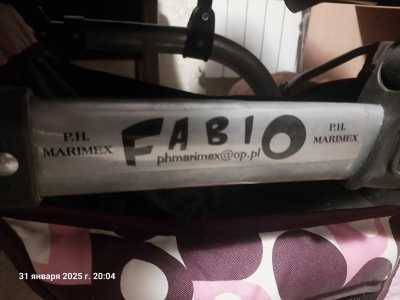 P.H.
MARIMEX
FABIO
phmarimex@op.pl
P.H.
MARIMEX
31 января 2025 г. 20:04